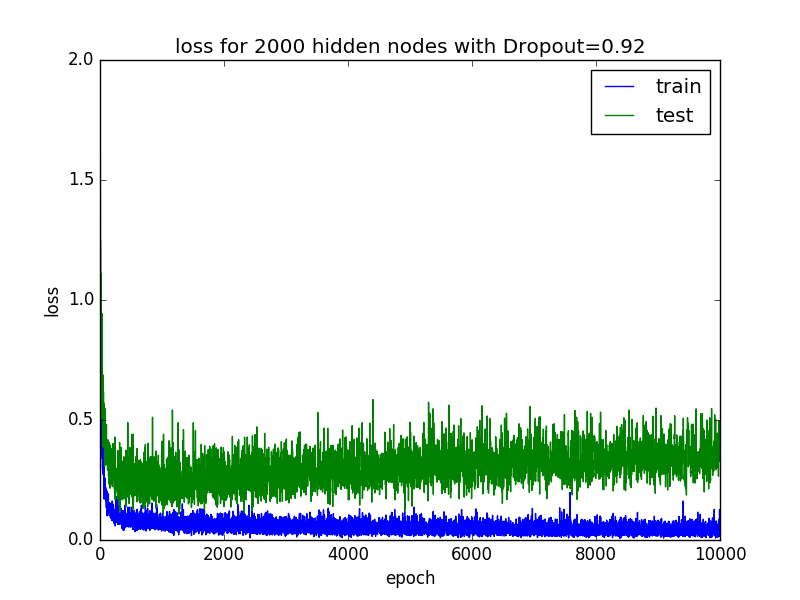 loss for 2000 hidden nodes with Dropout=0.92
train
test
2.0
1.5
1.0
0.5
0.0
loss
0 2000 4000 6000 8000 10000
epoch